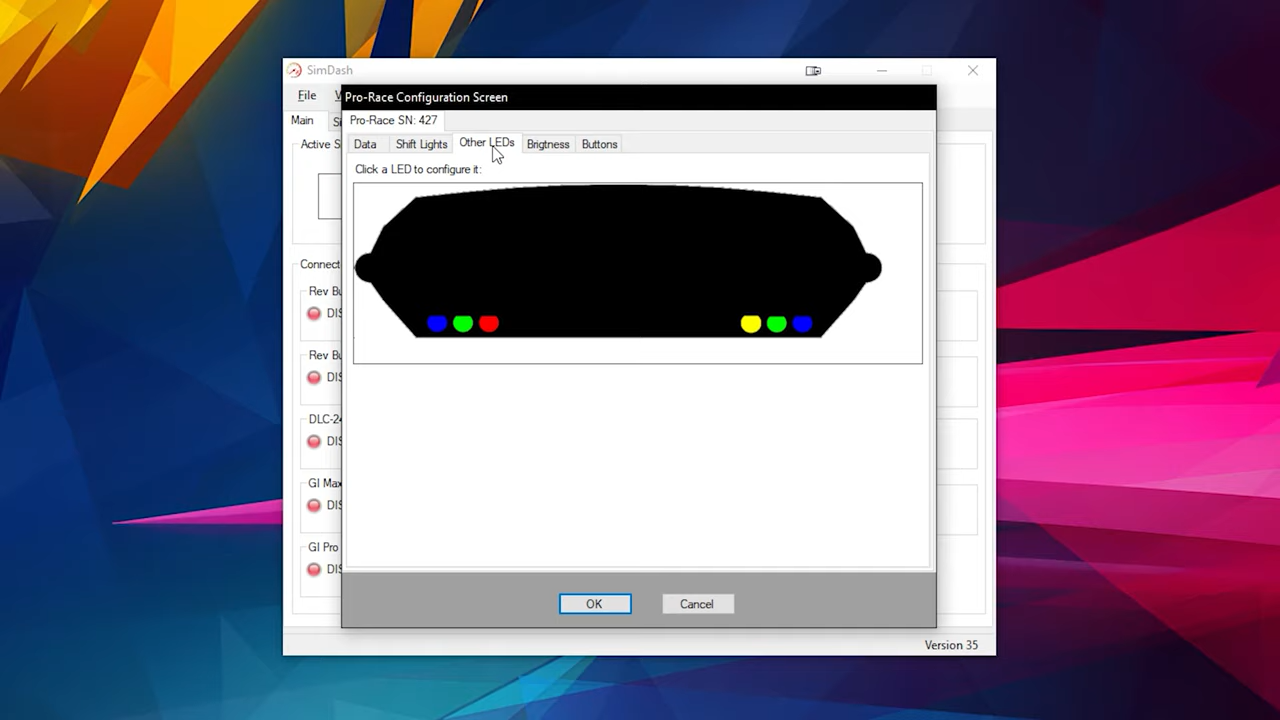 SimDash
File
Pro-Race Configuration Screen
Pro-Race SN: 427
Main
Data
Shift Lights
Other LEDs
Brigtness
Buttons
Active S
Click a LED to configure it:
Connect
Rev Bu
DIS
Rev Bu
DIS
DLC-24
DIS
GI Max
DIS
GI Pro
DIS
OK
Cancel
Version 35